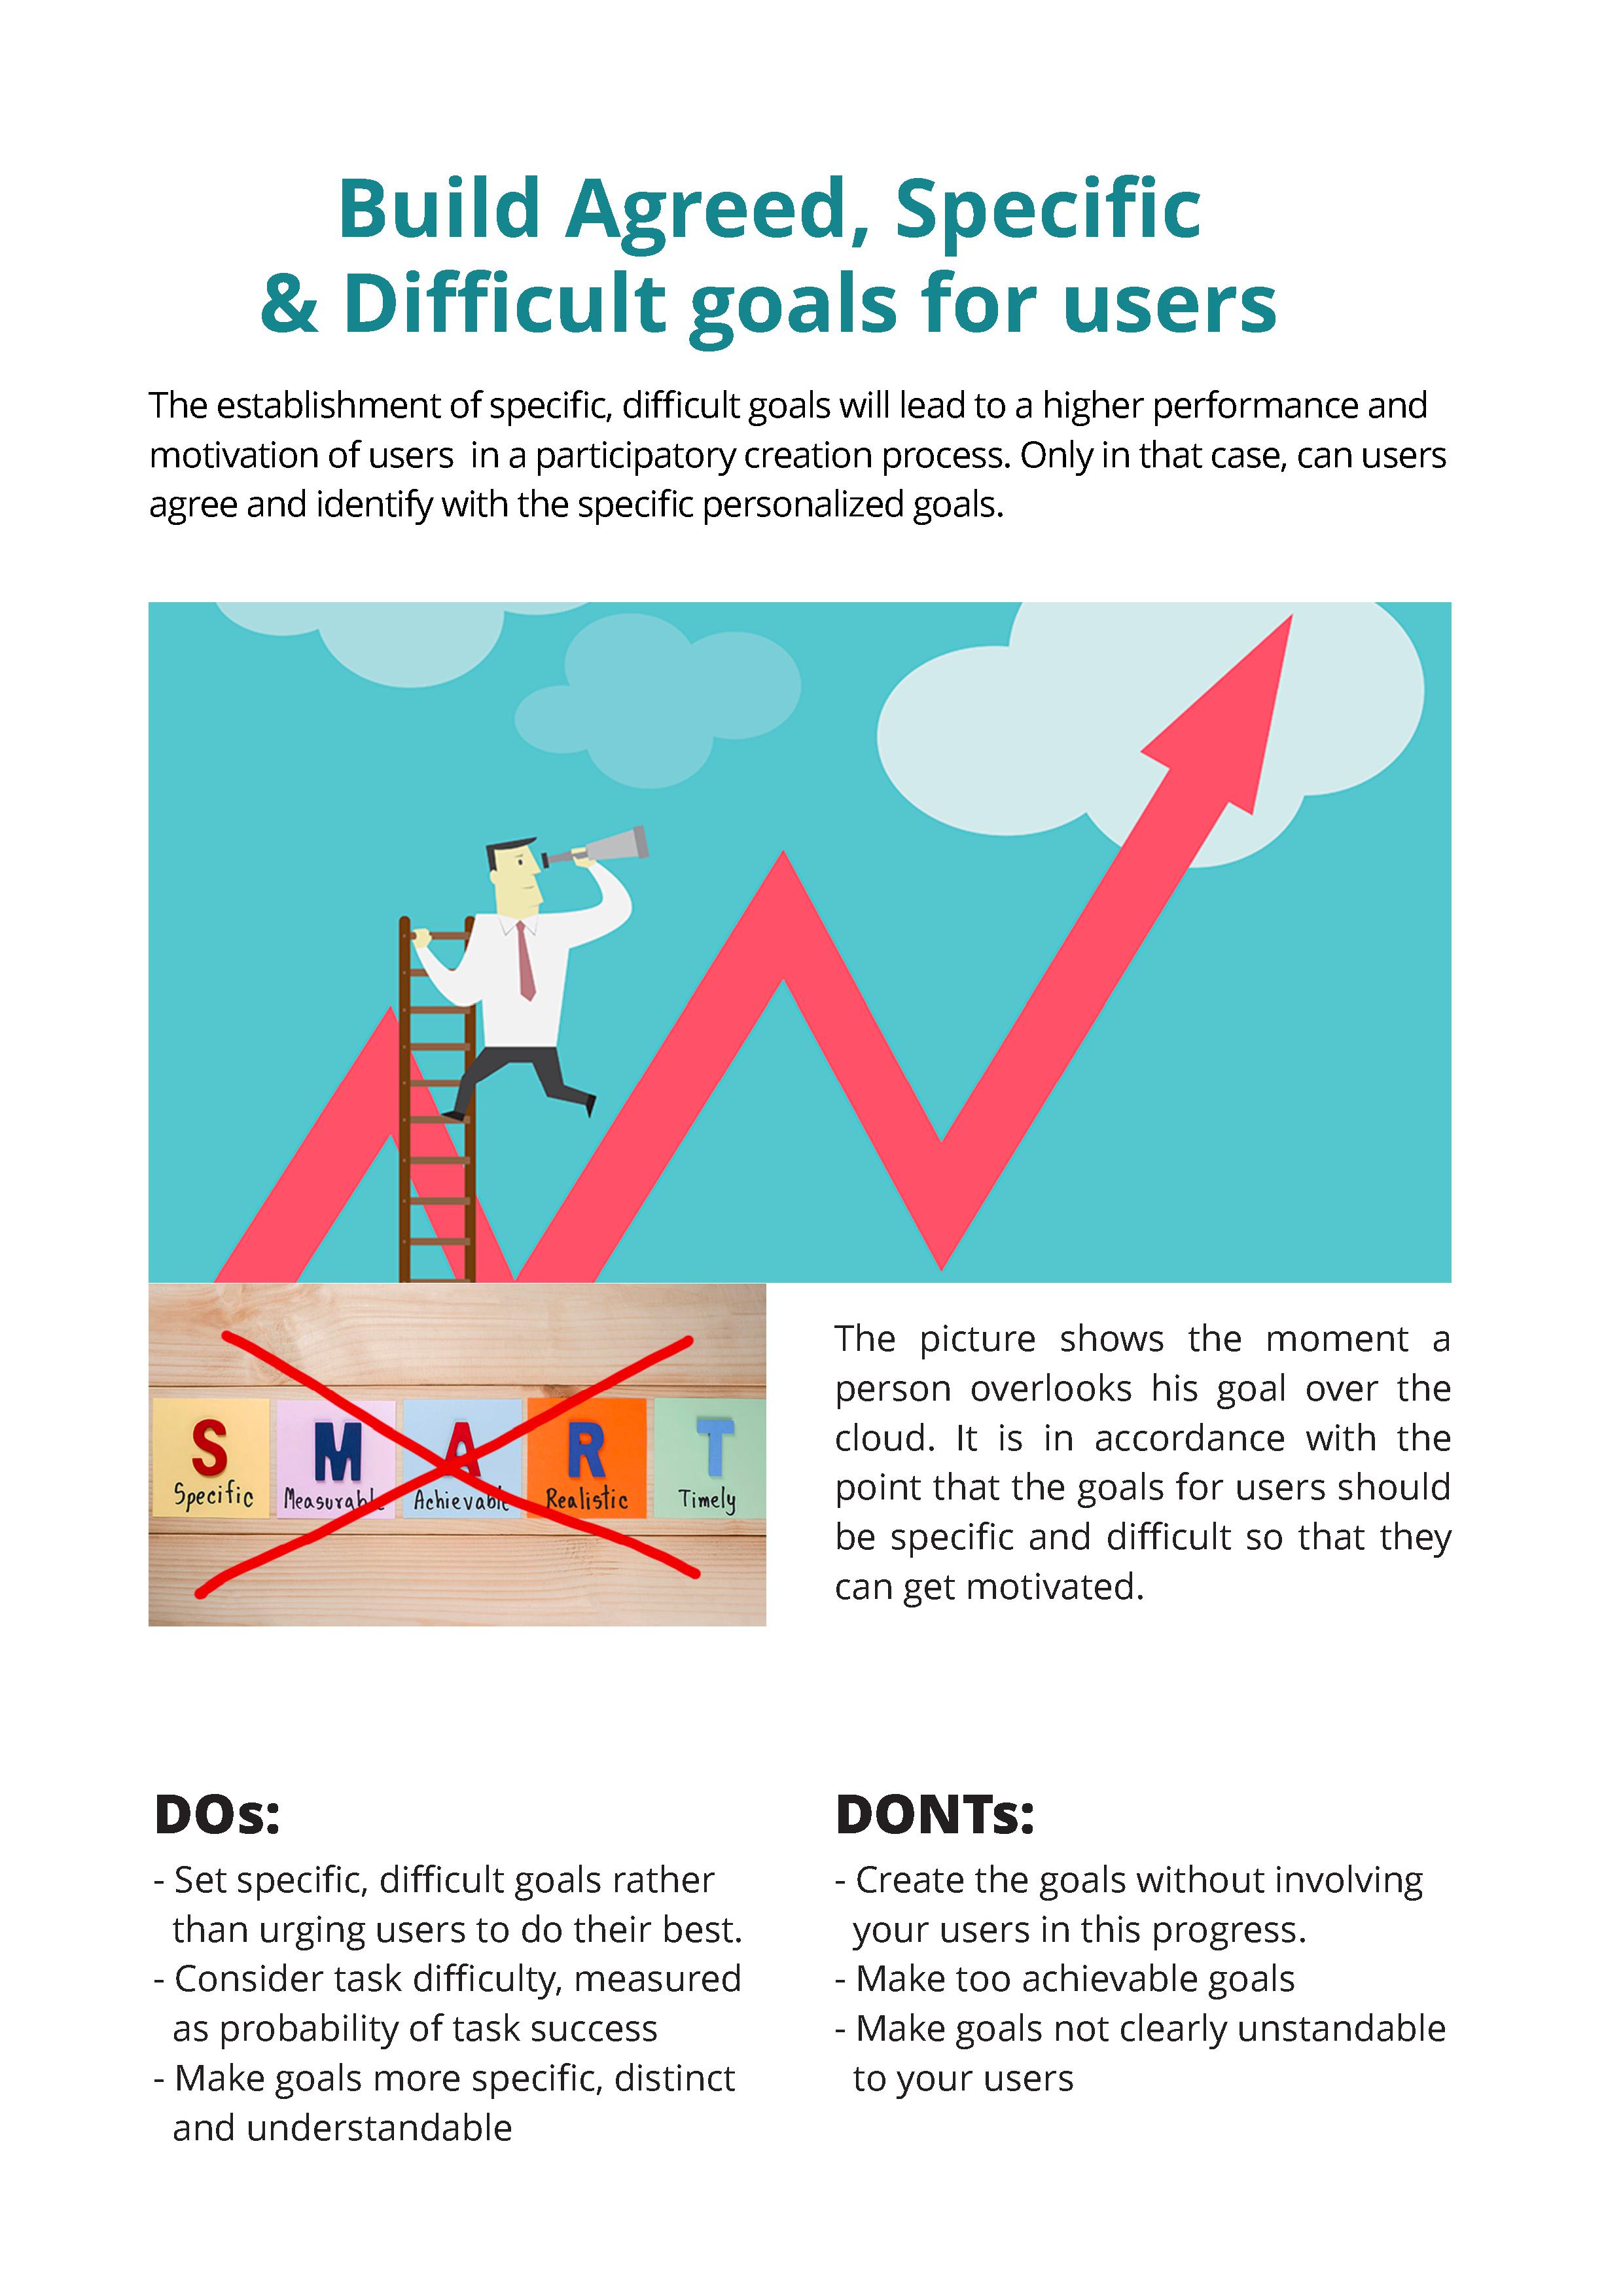 Build Agreed, Specific
& Difficult goals for users
The establishment of specific, difficult goals will lead to a higher performance and
motivation of users in a participatory creation process. Only in that case, can users
agree and identify with the specific personalized goals.
S M A R T
Specific Measurable Achievable Realistic Timely
The picture shows the moment a
person overlooks his goal over the
cloud. It is in accordance with the
point that the goals for users should
be specific and difficult so that they
can get motivated.
DOs:
- Set specific, difficult goals rather
than urging users to do their best.
- Consider task difficulty, measured
as probability of task success
- Make goals more specific, distinct
and understandable
DONTs:
- Create the goals without involving
your users in this progress.
- Make too achievable goals
- Make goals not clearly unstandable
to your users